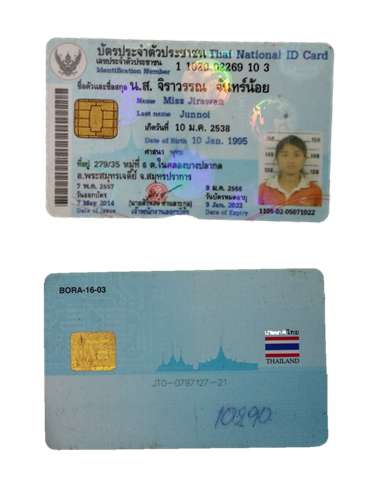 บัตรประจำตัวประชาชน Thai National ID Card
เลขประจำตัวประชาชน
Identification Number
1 1020 02269 10 3
ชื่อตัวและชื่อสกุล น.ส. จิราวรรณ จันทร์น้อย
Name Miss Jirawan
Last name Junnoi
เกิดวันที่ 10 ม.ค. 2538
Date of Birth 10 Jan. 1995
ศาสนา พุทธ
ที่อยู่ 279/35 หมู่ที่ 6 ต.ในคลองบางปลากด
อ.พระสมุทรเจดีย์ จ.สมุทรปราการ
7 พ.ค. 2557
วันออกบัตร
7 May 2014
Date of Issue
เจ้าพนักงานออกบัตร
9 ม.ค. 2566
วันบัตรหมดอายุ
9 Jan. 2023
Date of Expiry
1105-02-05071022
BORA-16-03
ประเทศไทย
THAILAND
JT0-0787127-21